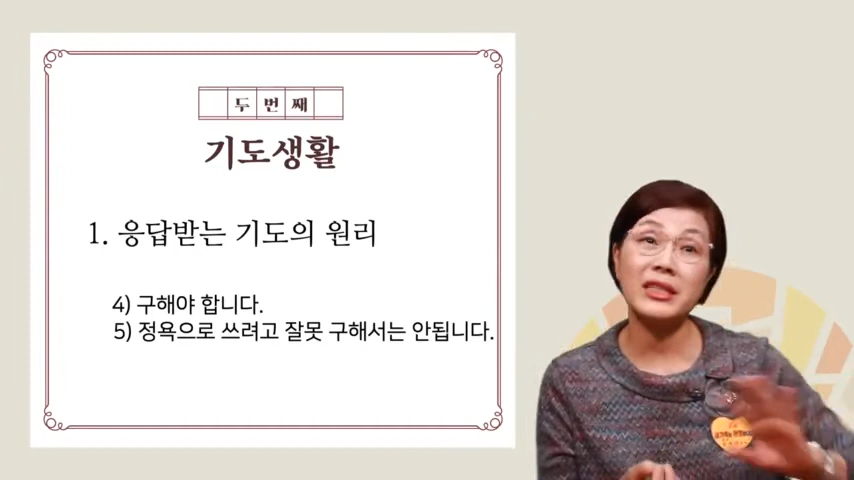 두번째
기도생활
1. 응답받는 기도의 원리
4) 구해야 합니다.
5) 정욕으로 쓰려고 잘못 구해서는 안됩니다.